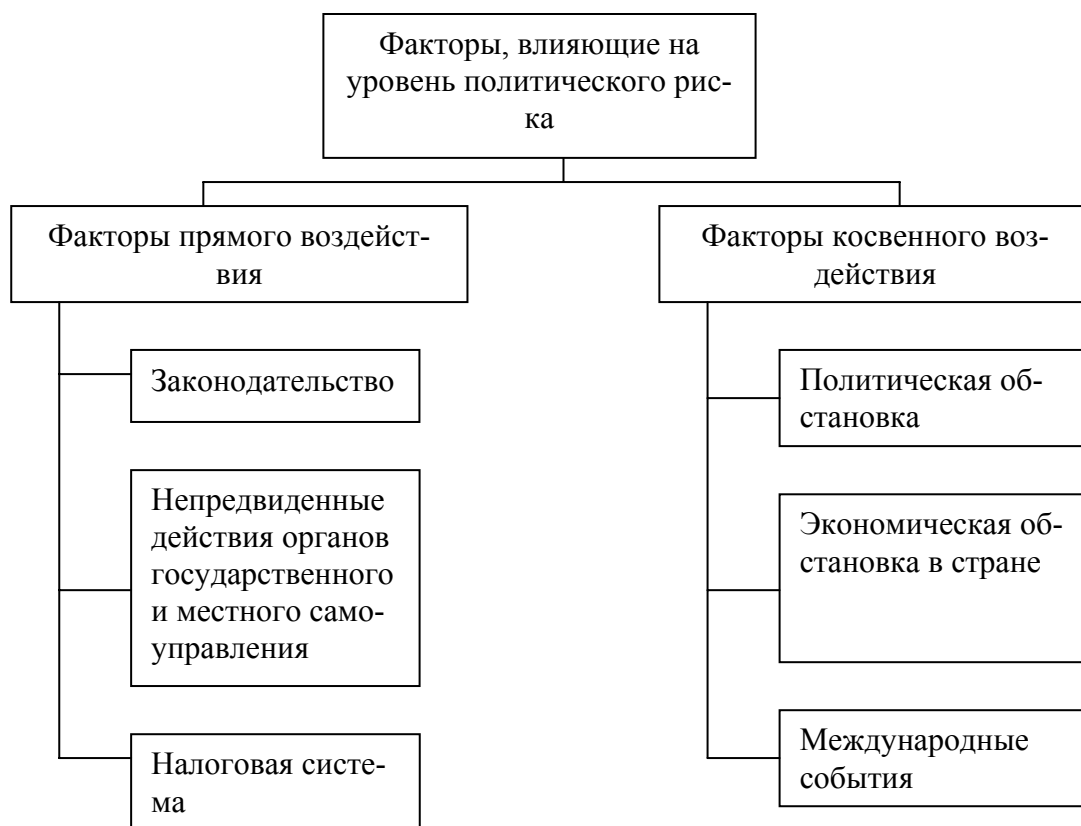 Факторы, влияющие на
уровень политического рис-
ка
Факторы прямого воздейст-
вия
Законодательство
Непредвиденные
действия органов
государственного
и местного само-
управления
Налоговая систе-
ма
Факторы косвенного воз-
действия
Политическая об-
становка
Экономическая об-
становка в стране
Международные
события